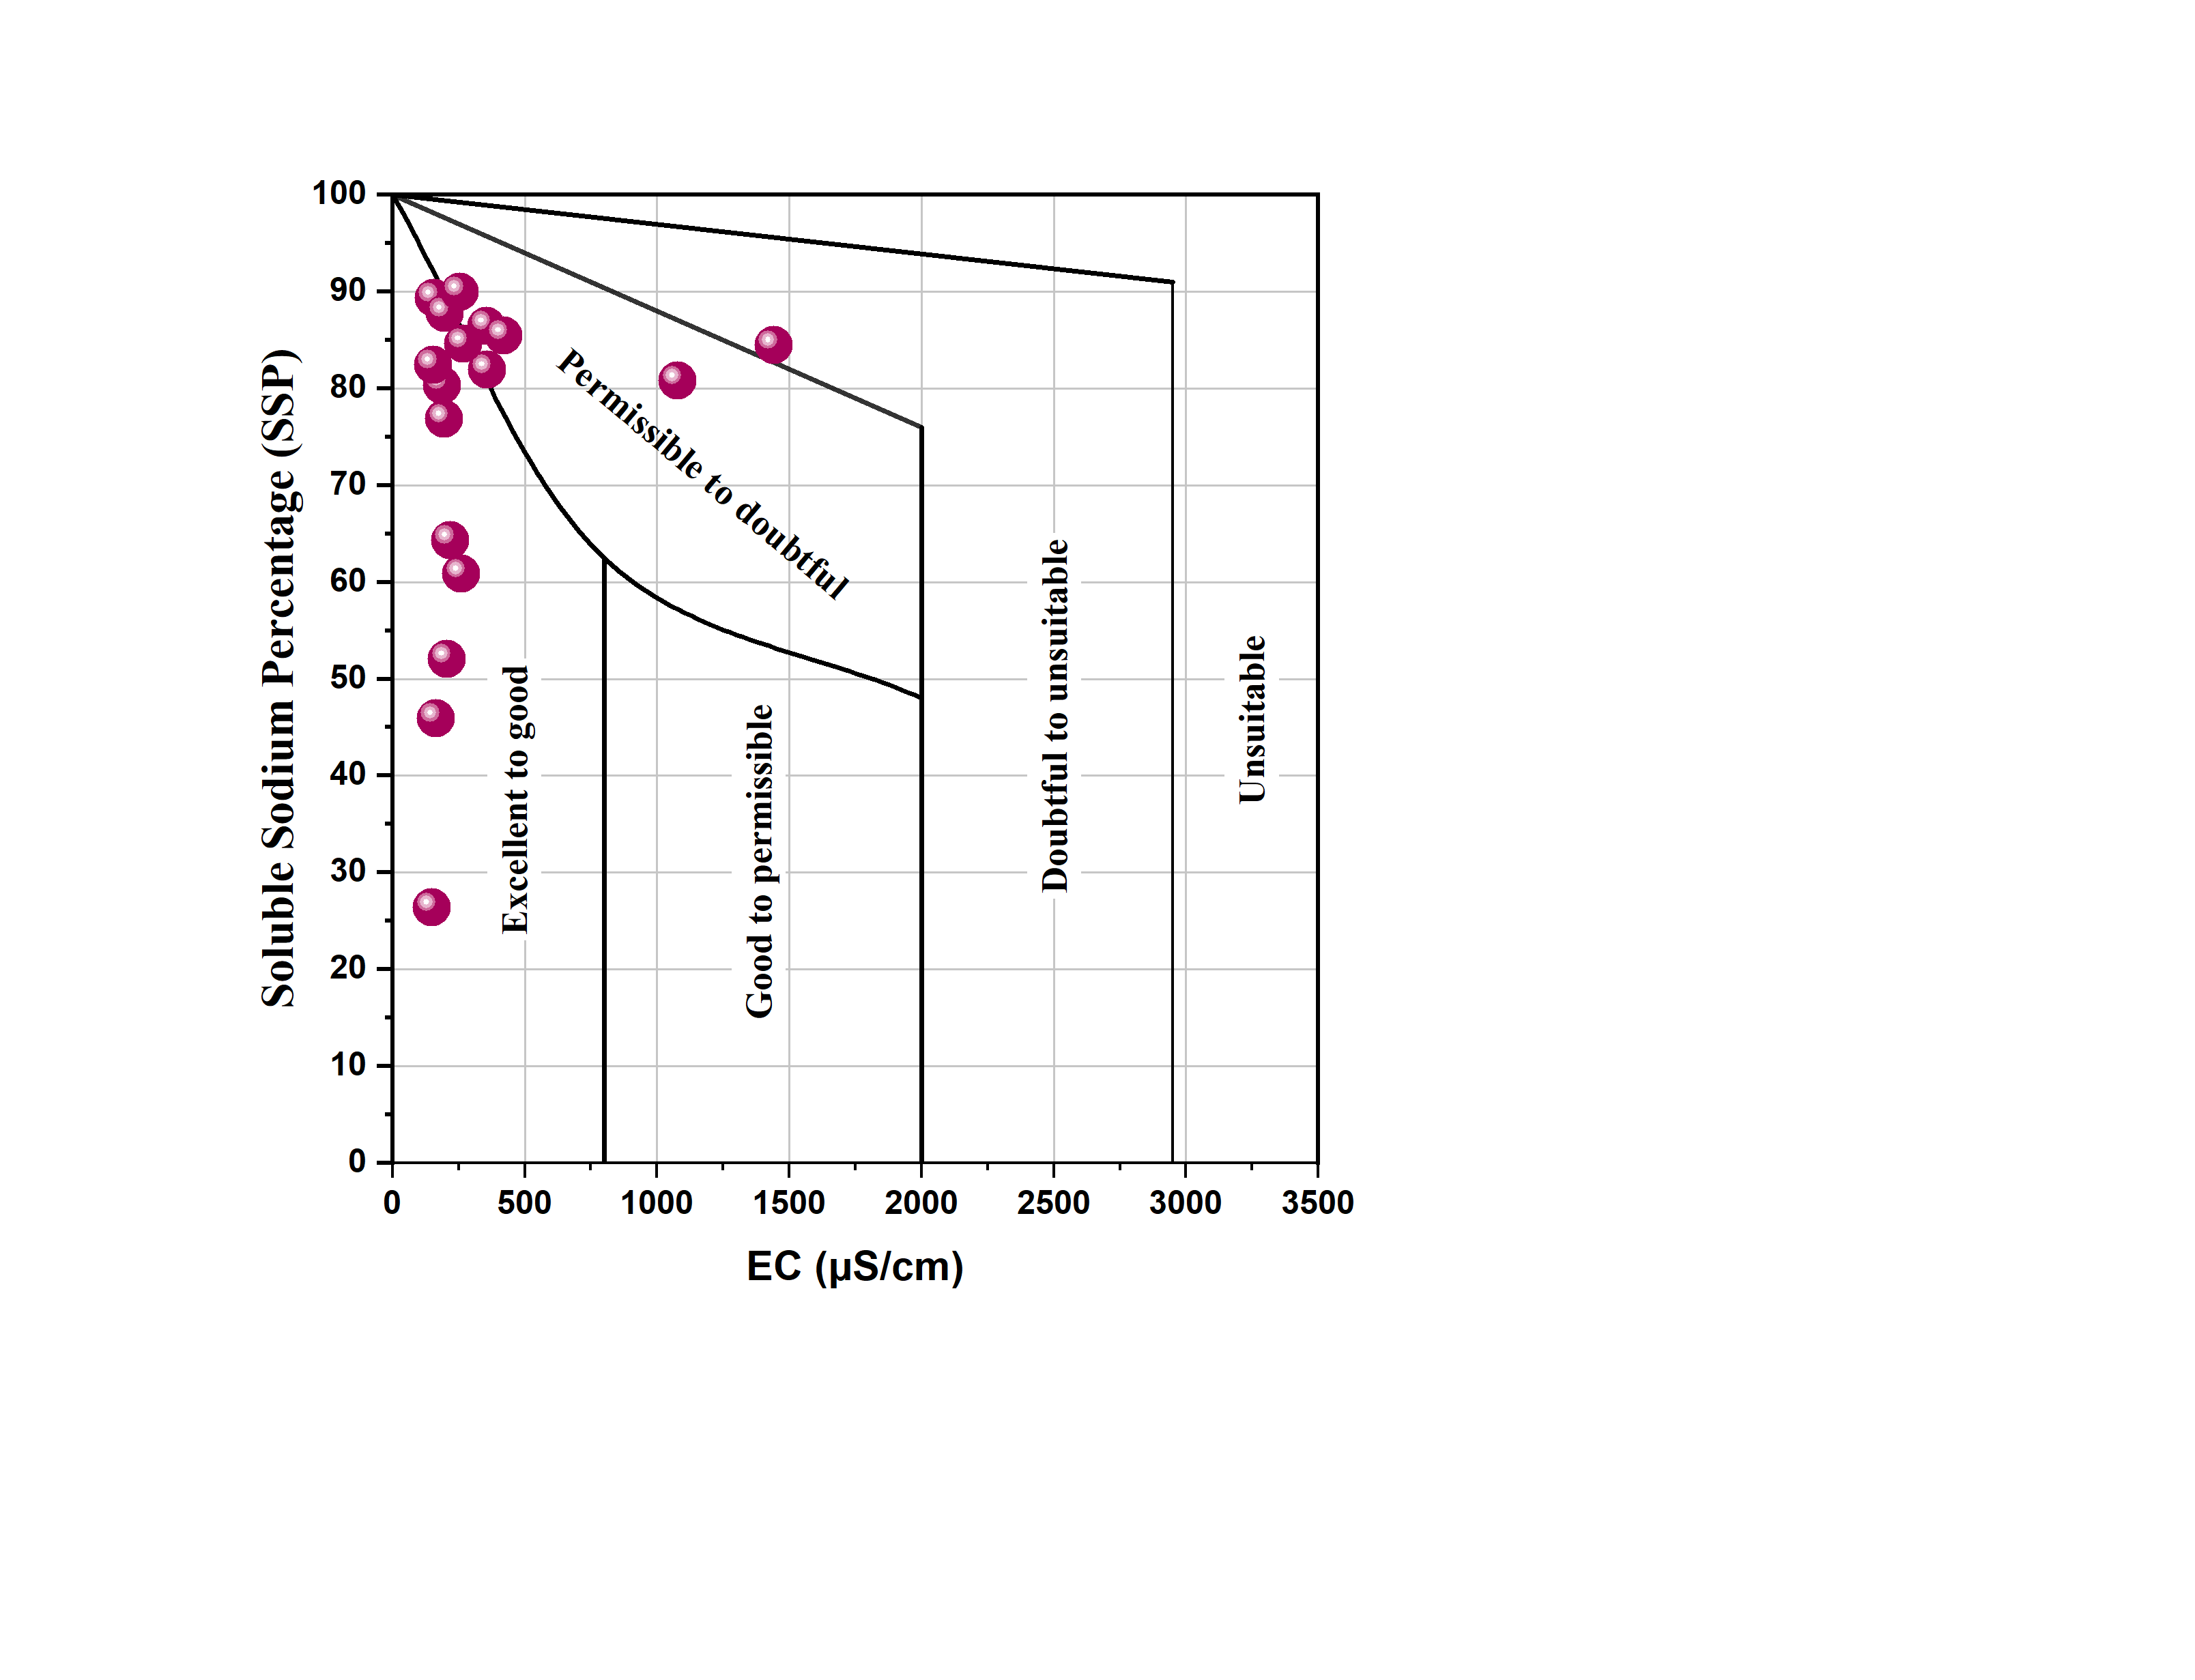 Soluble Sodium Percentage (SSP)
100
90
80
70
60
50
40
30
20
10
0
Permissible to doubtful
Excellent to good
Good to permissible
Doubtful to unsuitable
Unsuitable
0 500 1000 1500 2000 2500 3000 3500
EC (µS/cm)